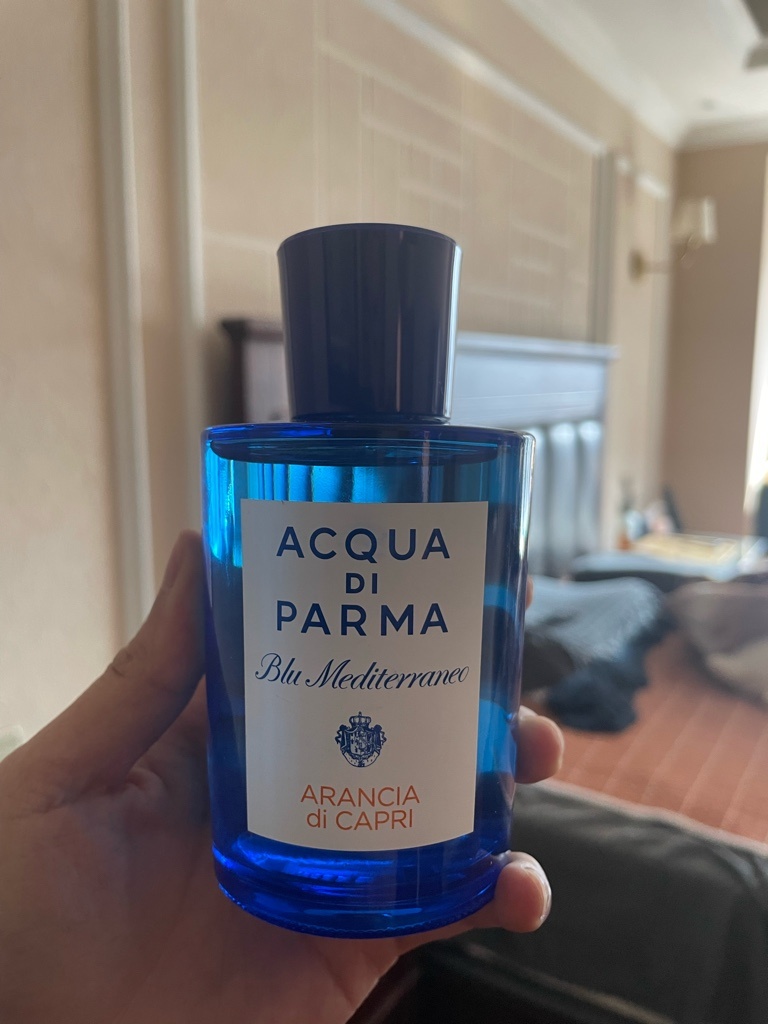 ACQUA
DI
PARMA
Blu Mediterraneo
ARANCIA
di CAPRI